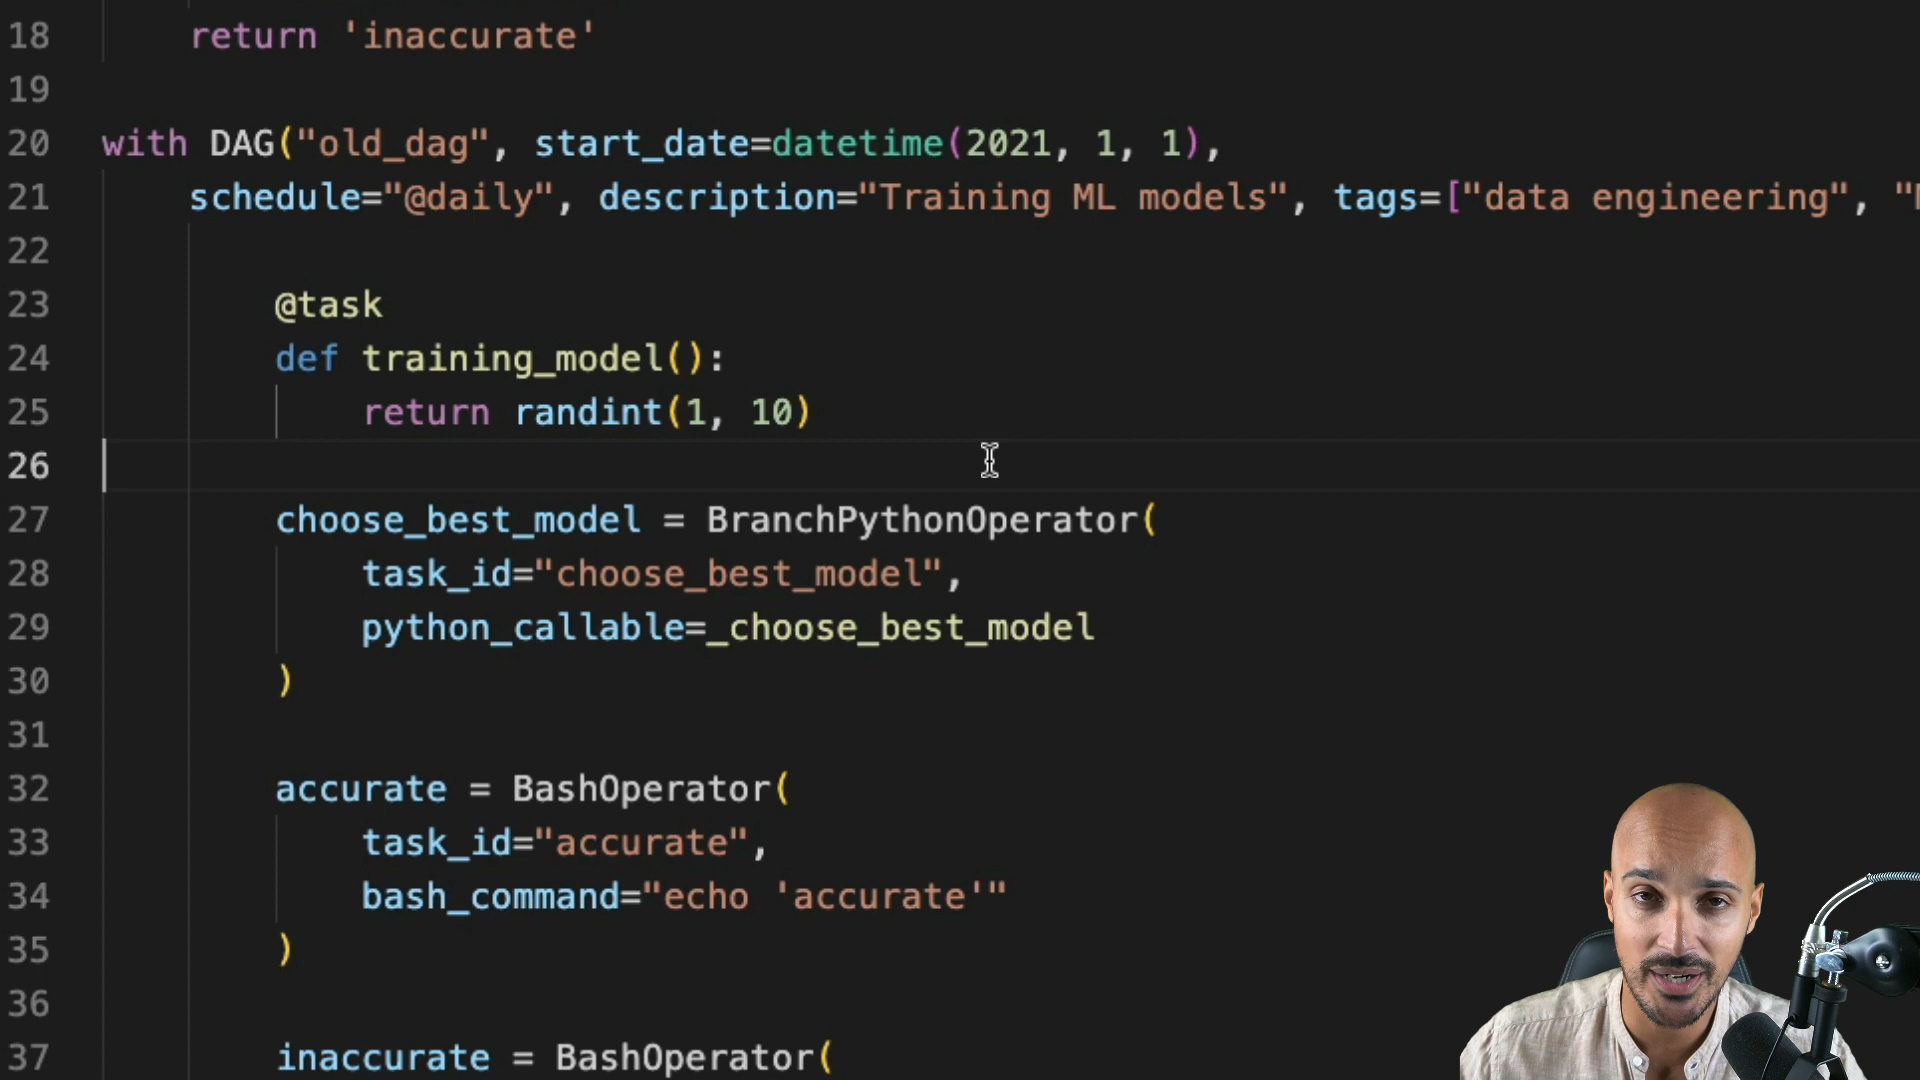 18 return 'inaccurate'
19
20 with DAG("old_dag", start_date=datetime(2021, 1, 1),
21 schedule="@daily", description="Training ML models", tags=["data engineering", "
22
23 @task
24 def training_model():
25 return randint(1, 10)
26
27 choose_best_model = BranchPythonOperator(
28 task_id="choose_best_model",
29 python_callable=_choose_best_model
30 )
31
32 accurate = BashOperator(
33 task_id="accurate",
34 bash_command="echo 'accurate'"
35 )
36
37 inaccurate = BashOperator(